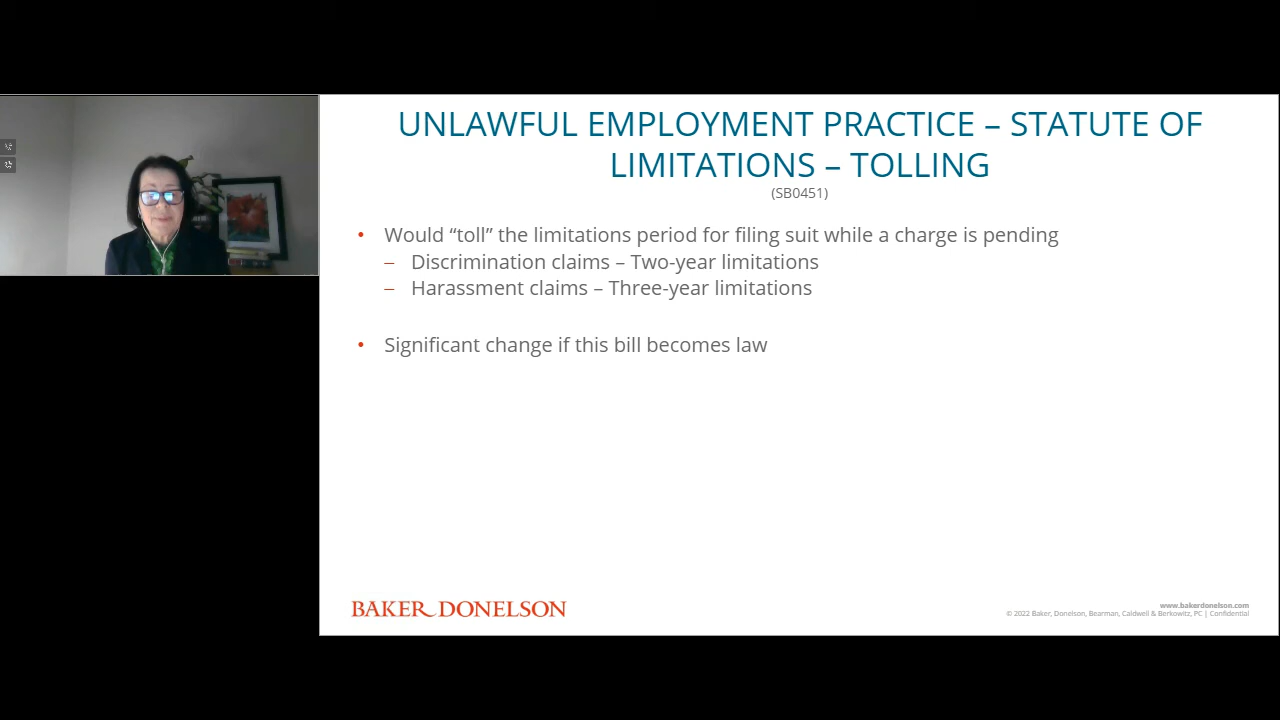 UNLAWFUL EMPLOYMENT PRACTICE – STATUTE OF
LIMITATIONS – TOLLING
(SB0451)
• Would “toll” the limitations period for filing suit while a charge is pending
– Discrimination claims – Two-year limitations
– Harassment claims – Three-year limitations
• Significant change if this bill becomes law
BAKER DONELSON
www.bakerdonelson.com
© 2022 Baker, Donelson, Bearman, Caldwell & Berkowitz, PC | Confidential